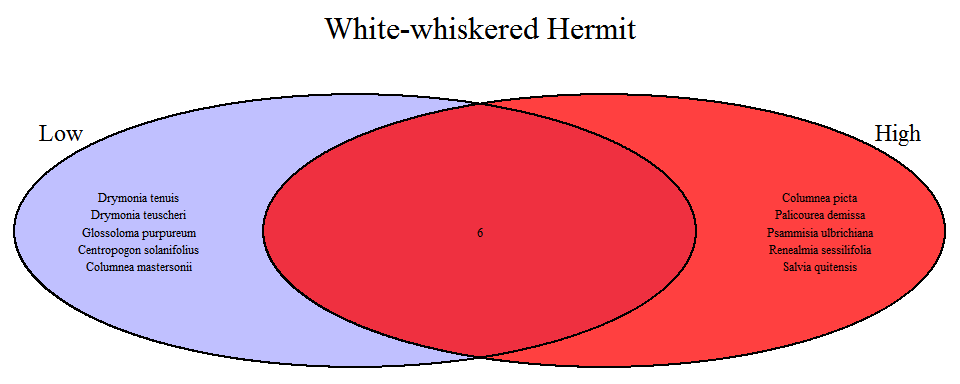 White-whiskered Hermit
Low
High
Drymonia tenuis
Drymonia teuscheri
Glossoloma purpureum
Centropogon solanifolius
Columnea mastersonii
6
Columnea picta
Palicourea demissa
Psammisia ulbrichiana
Renealmia sessilifolia
Salvia quitensis